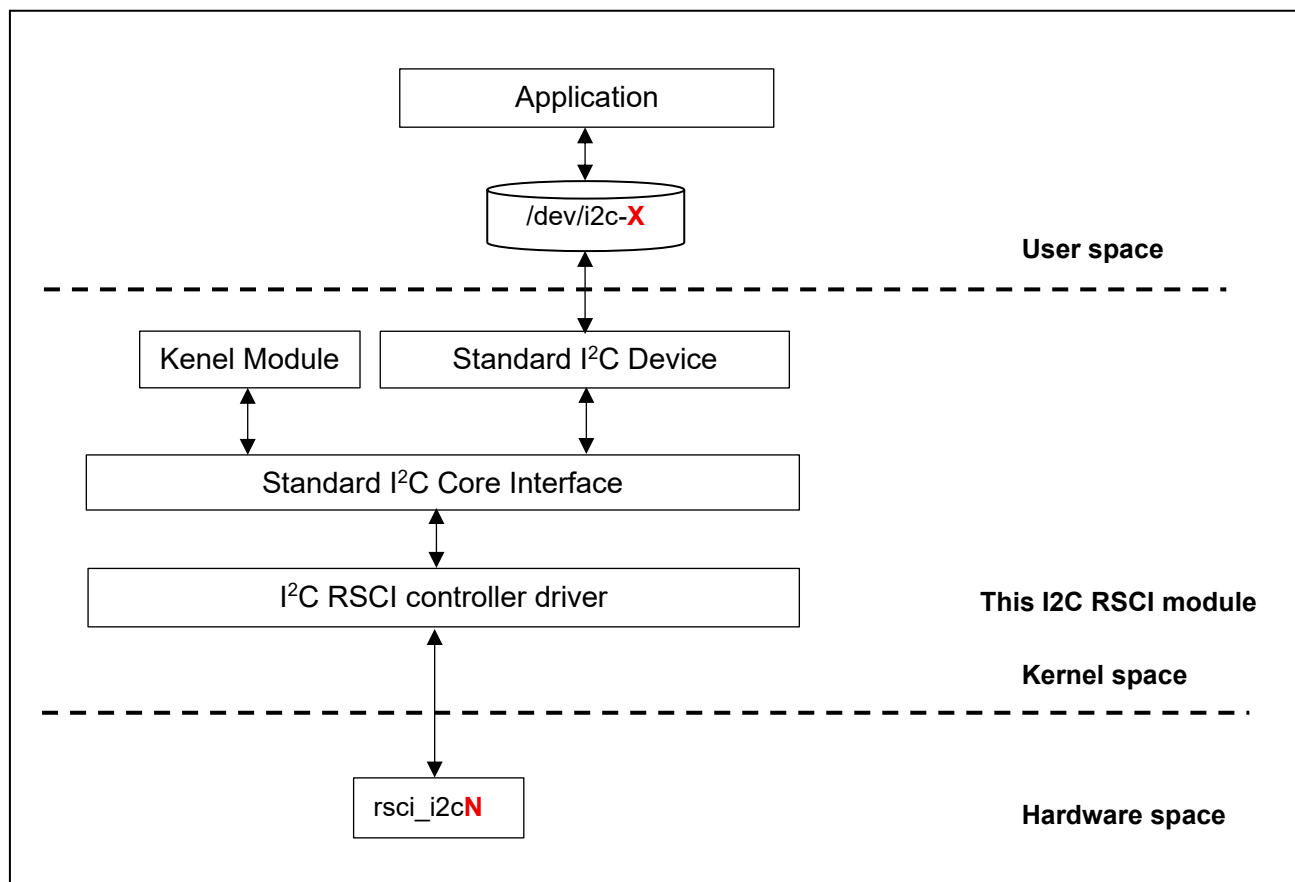 Application
/dev/i2c-X
User space
Kenel Module
Standard I²C Device
Standard I²C Core Interface
I²C RSCI controller driver
This I2C RSCI module
Kernel space
rsci_i2cN
Hardware space